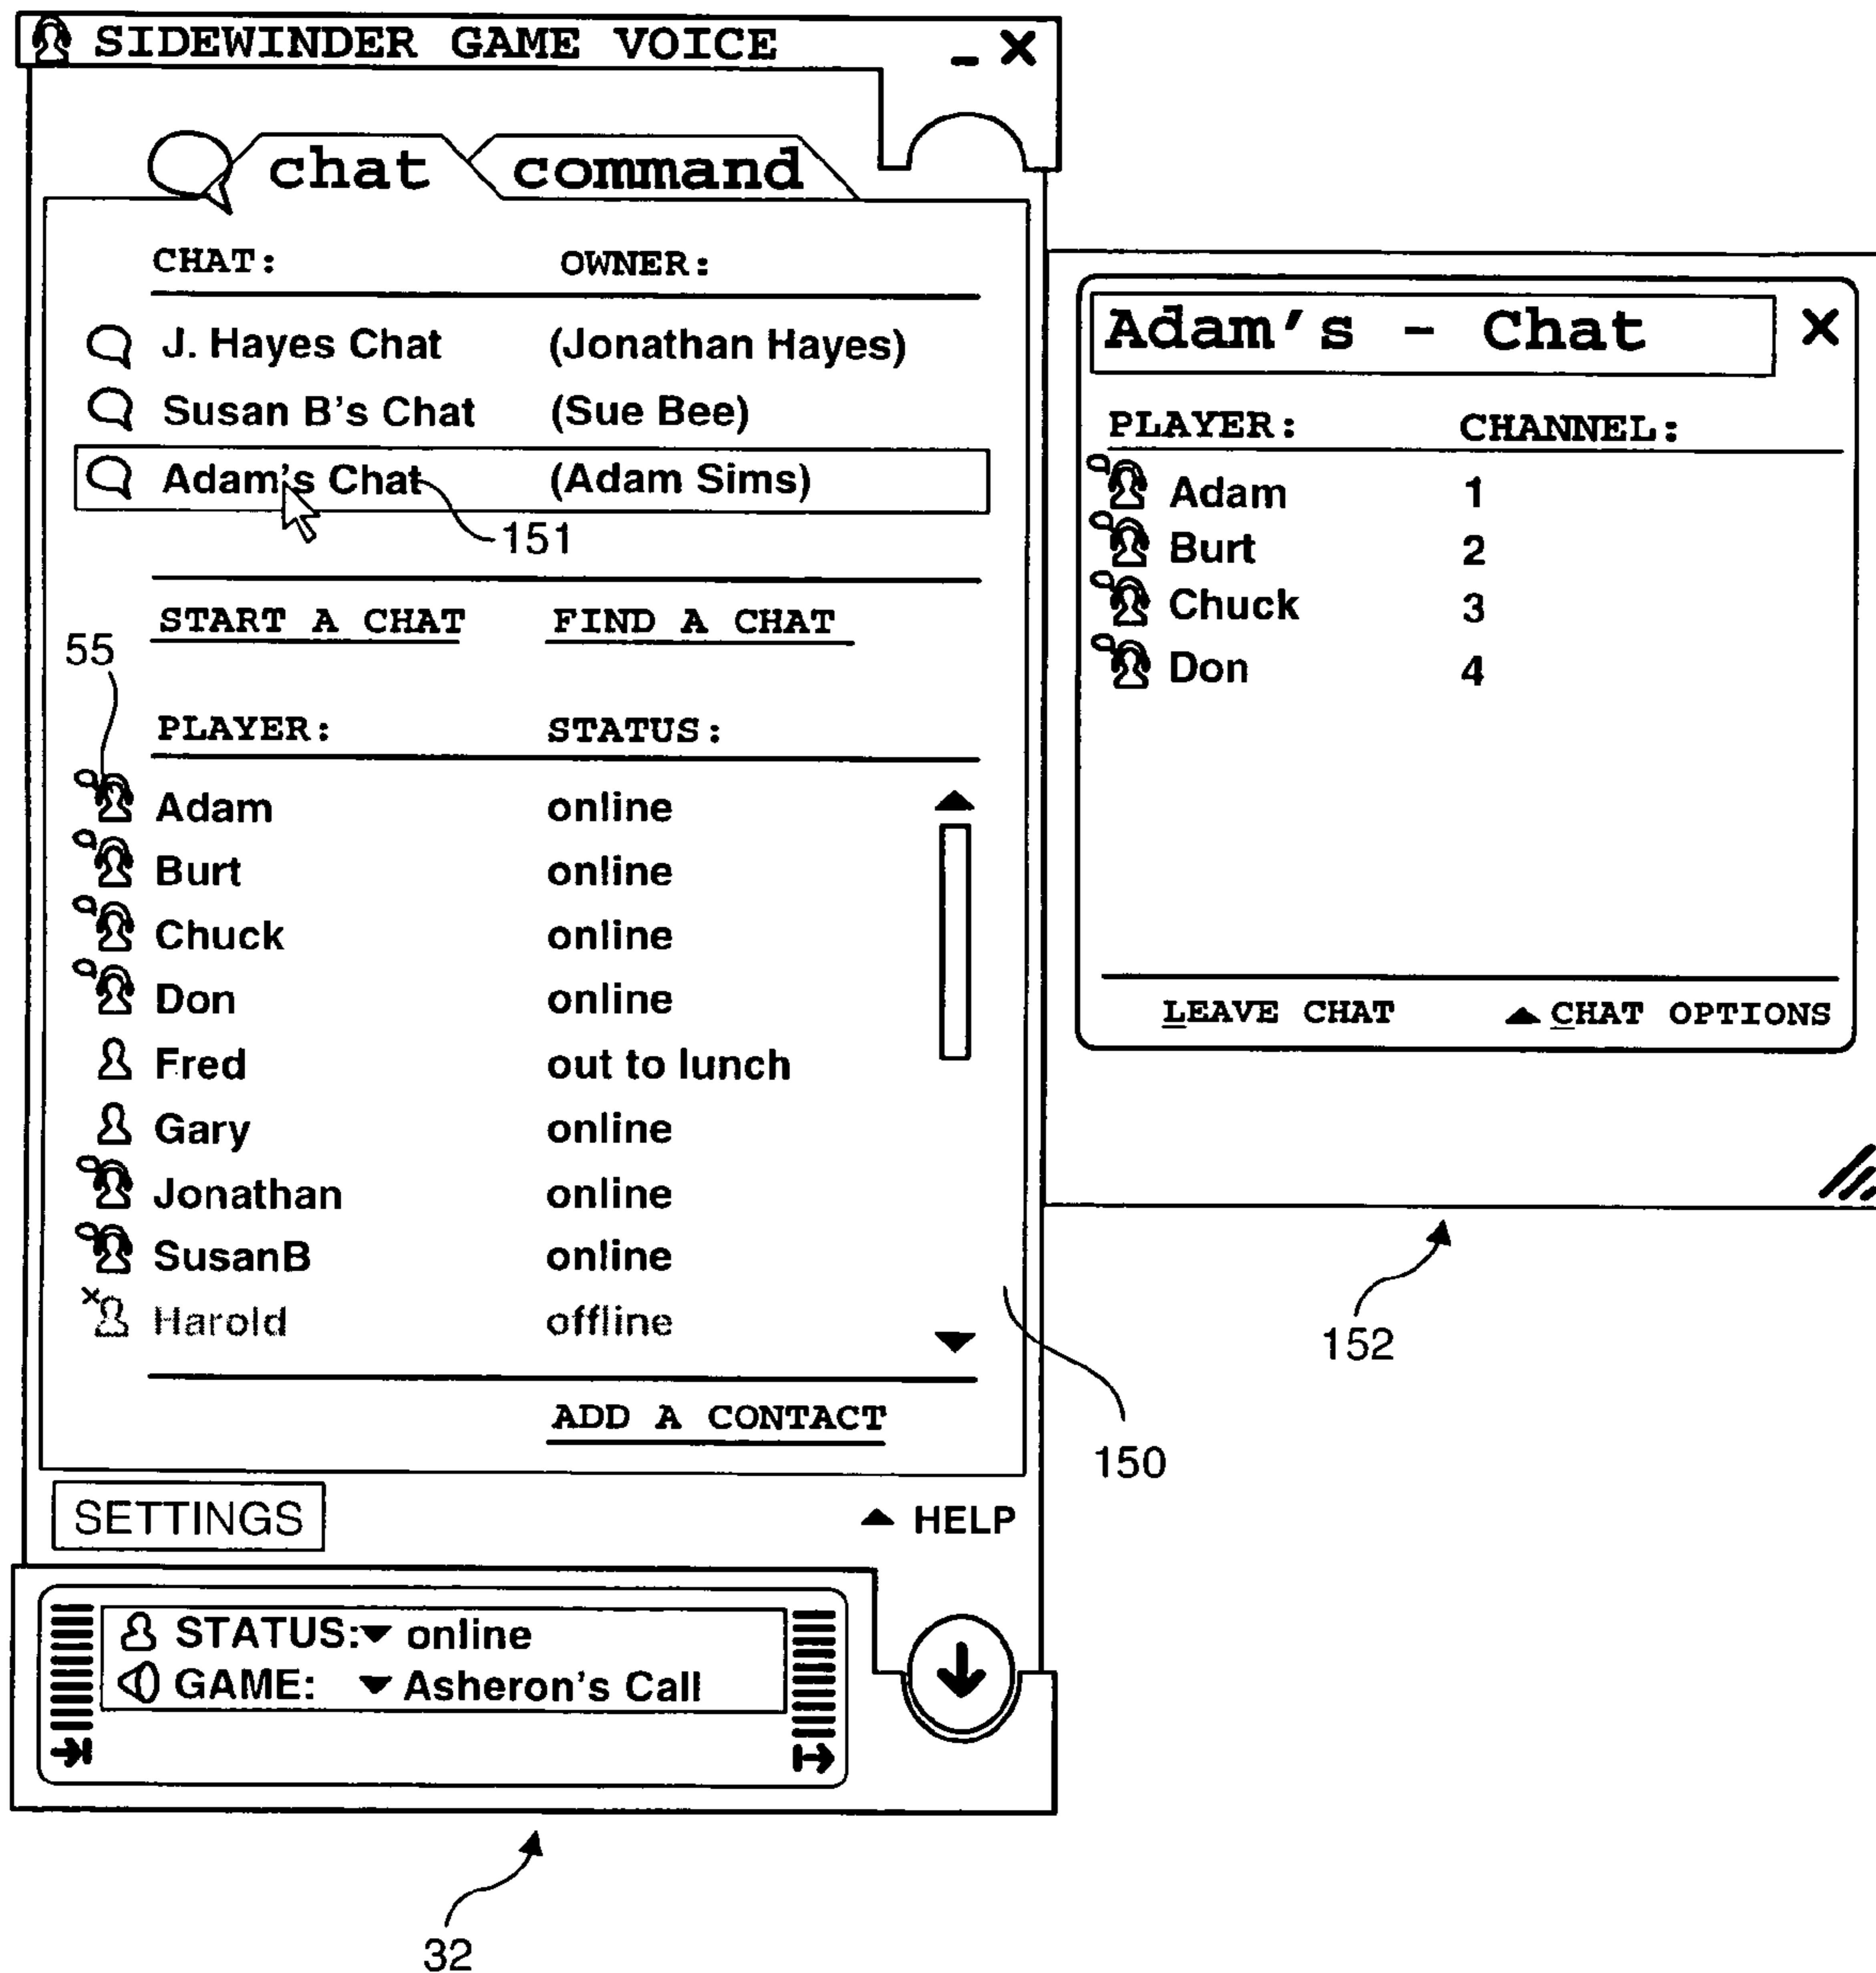 SIDEWINDER GAME VOICE
chat command
CHAT: OWNER:
J. Hayes Chat (Jonathan Hayes)
Susan B's Chat (Sue Bee)
Adam's Chat (Adam Sims)
151
START A CHAT FIND A CHAT
55
PLAYER: STATUS:
Adam online
Burt online
Chuck online
Don online
Fred out to lunch
Gary online
Jonathan online
SusanB online
Harold offline
ADD A CONTACT
150
SETTINGS HELP
STATUS: online
GAME: Asheron's Call
32
Adam's - Chat X
PLAYER: CHANNEL:
Adam 1
Burt 2
Chuck 3
Don 4
LEAVE CHAT CHAT OPTIONS
152